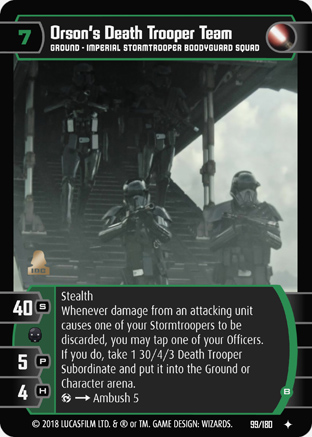 7
Orson's Death Trooper Team
GROUND - IMPERIAL STORMTROOPER BODYGUARD SQUAD
40 S
5 P
4 H
Stealth
Whenever damage from an attacking unit
causes one of your Stormtroopers to be
discarded, you may tap one of your Officers.
If you do, take 1 30/4/3 Death Trooper
Subordinate and put it into the Ground or
Character arena.
→ Ambush 5
B
© 2018 LUCASFILM LTD. & ® or TM. GAME DESIGN: WIZARDS.
99/180